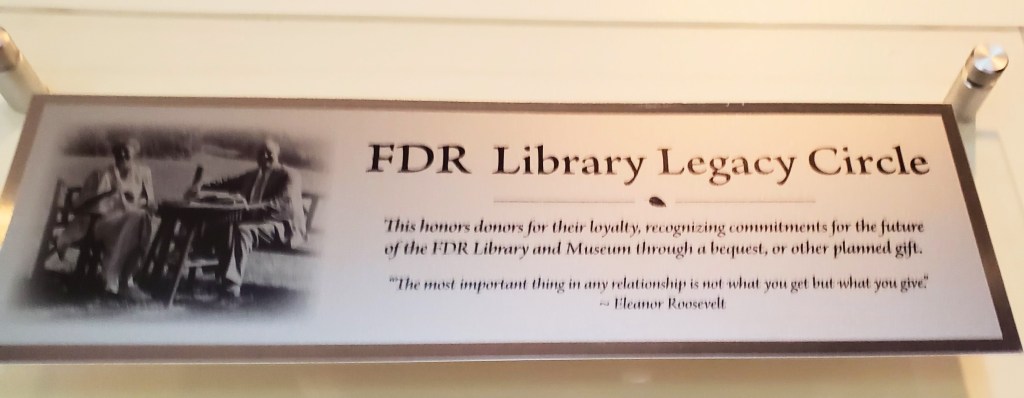 FDR Library Legacy Circle
This honors donors for their loyalty, recognizing commitments for the future
of the FDR Library and Museum through a bequest, or other planned gift.
"The most important thing in any relationship is not what you get but what you give."
~ Eleanor Roosevelt